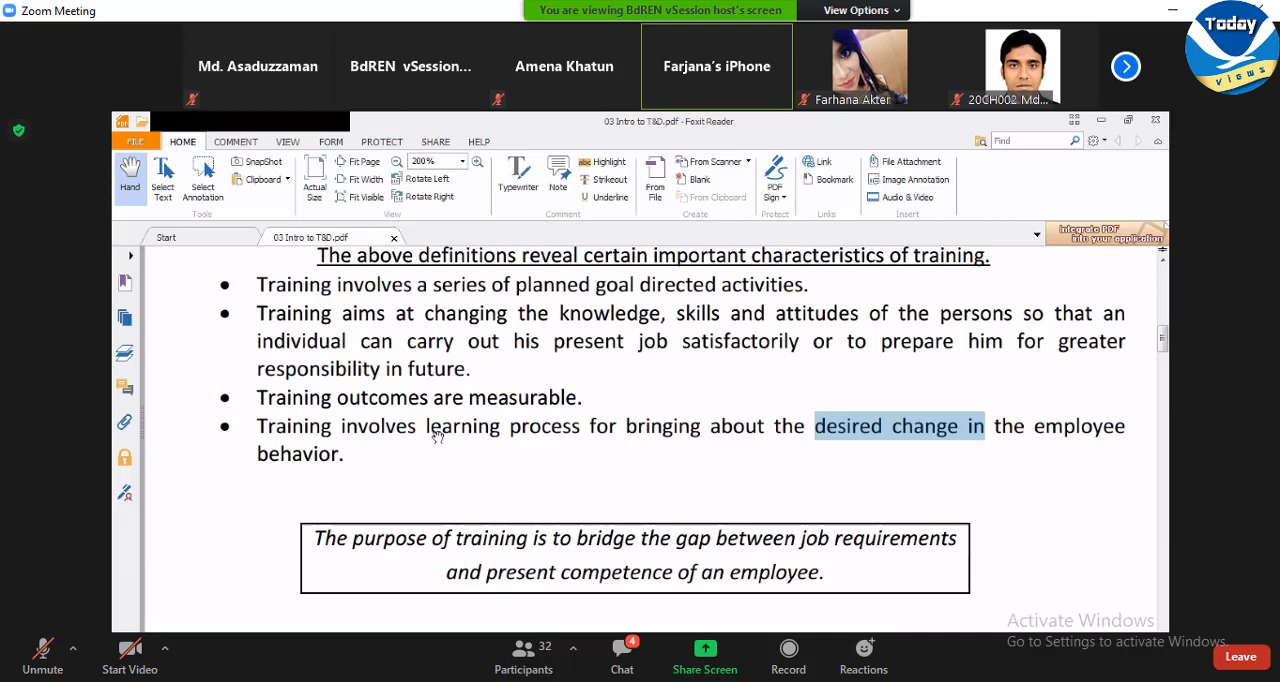 Zoom Meeting
You are viewing BdREN vSession host's screen
View Options
Today
views
Md. Asaduzzaman
BdREN vSession...
Amena Khatun
Farjana's iPhone
Farhana Akter
20CH002 Md...
03 Intro to T&D.pdf - Foxit Reader
FILE HOME COMMENT VIEW FORM PROTECT SHARE HELP
Find
Hand
Select Text
Select Annotation
SnapShot
Clipboard
Tools
Actual Size
Fit Page
Fit Width
Fit Visible
200%
Rotate Left
Rotate Right
View
Typewriter
Note
Highlight
Strikeout
Underline
Comment
From File
From Scanner
Blank
From Clipboard
Create
PDF Sign
Protect
Link
Bookmark
Links
File Attachment
Image Annotation
Audio & Video
Insert
Start
03 Intro to T&D.pdf
Integrate PDF
into your application
The above definitions reveal certain important characteristics of training.
• Training involves a series of planned goal directed activities.
• Training aims at changing the knowledge, skills and attitudes of the persons so that an
individual can carry out his present job satisfactorily or to prepare him for greater
responsibility in future.
• Training outcomes are measurable.
• Training involves learning process for bringing about the desired change in the employee
behavior.
The purpose of training is to bridge the gap between job requirements
and present competence of an employee.
Activate Windows
Go to Settings to activate Windows.
Unmute
Start Video
32
Participants
4
Chat
Share Screen
Record
Reactions
Leave